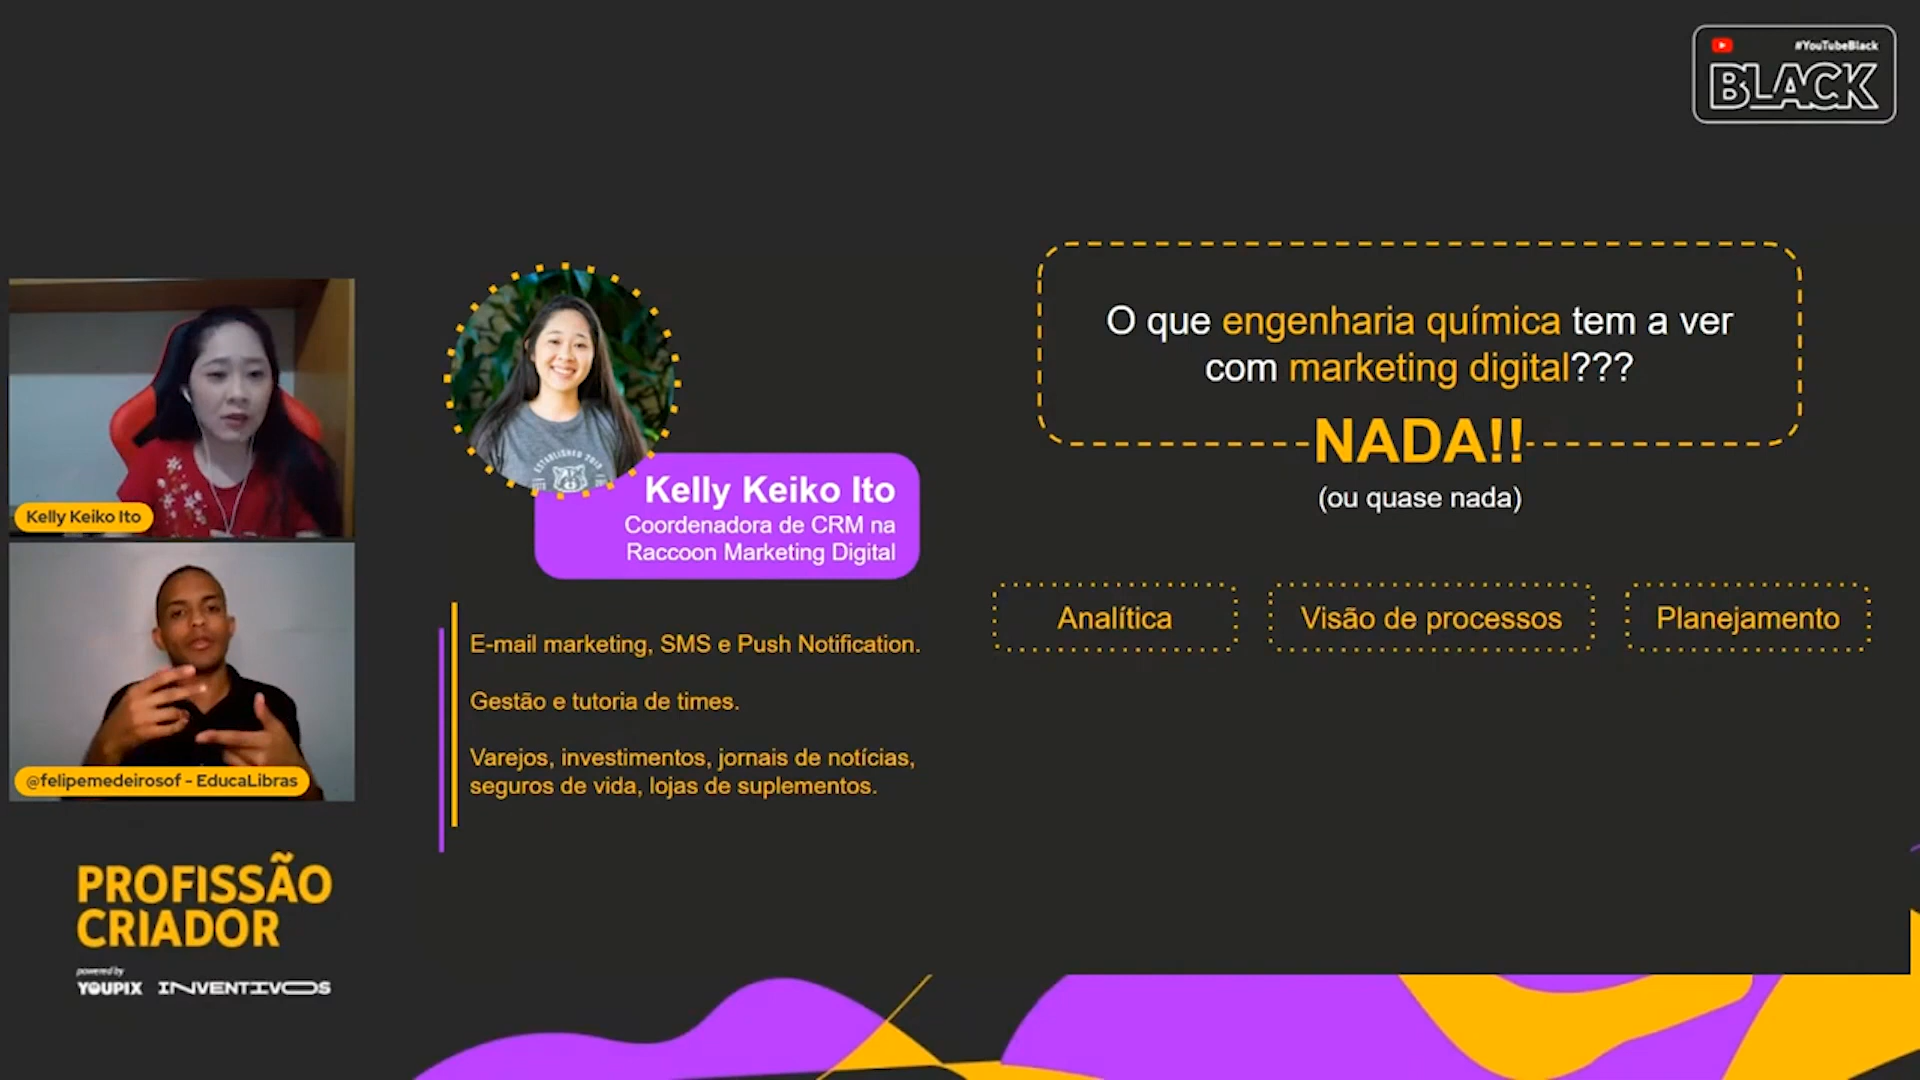 #YouTubeBlack
BLACK
Kelly Keiko Ito
@felipemedeirosof - EducaLibras
PROFISSÃO
CRIADOR
powered by
YOUPIX INVENTIVOS
Kelly Keiko Ito
Coordenadora de CRM na
Raccoon Marketing Digital
E-mail marketing, SMS e Push Notification.
Gestão e tutoria de times.
Varejos, investimentos, jornais de notícias,
seguros de vida, lojas de suplementos.
O que engenharia química tem a ver
com marketing digital???
NADA!!
(ou quase nada)
Analítica
Visão de processos
Planejamento